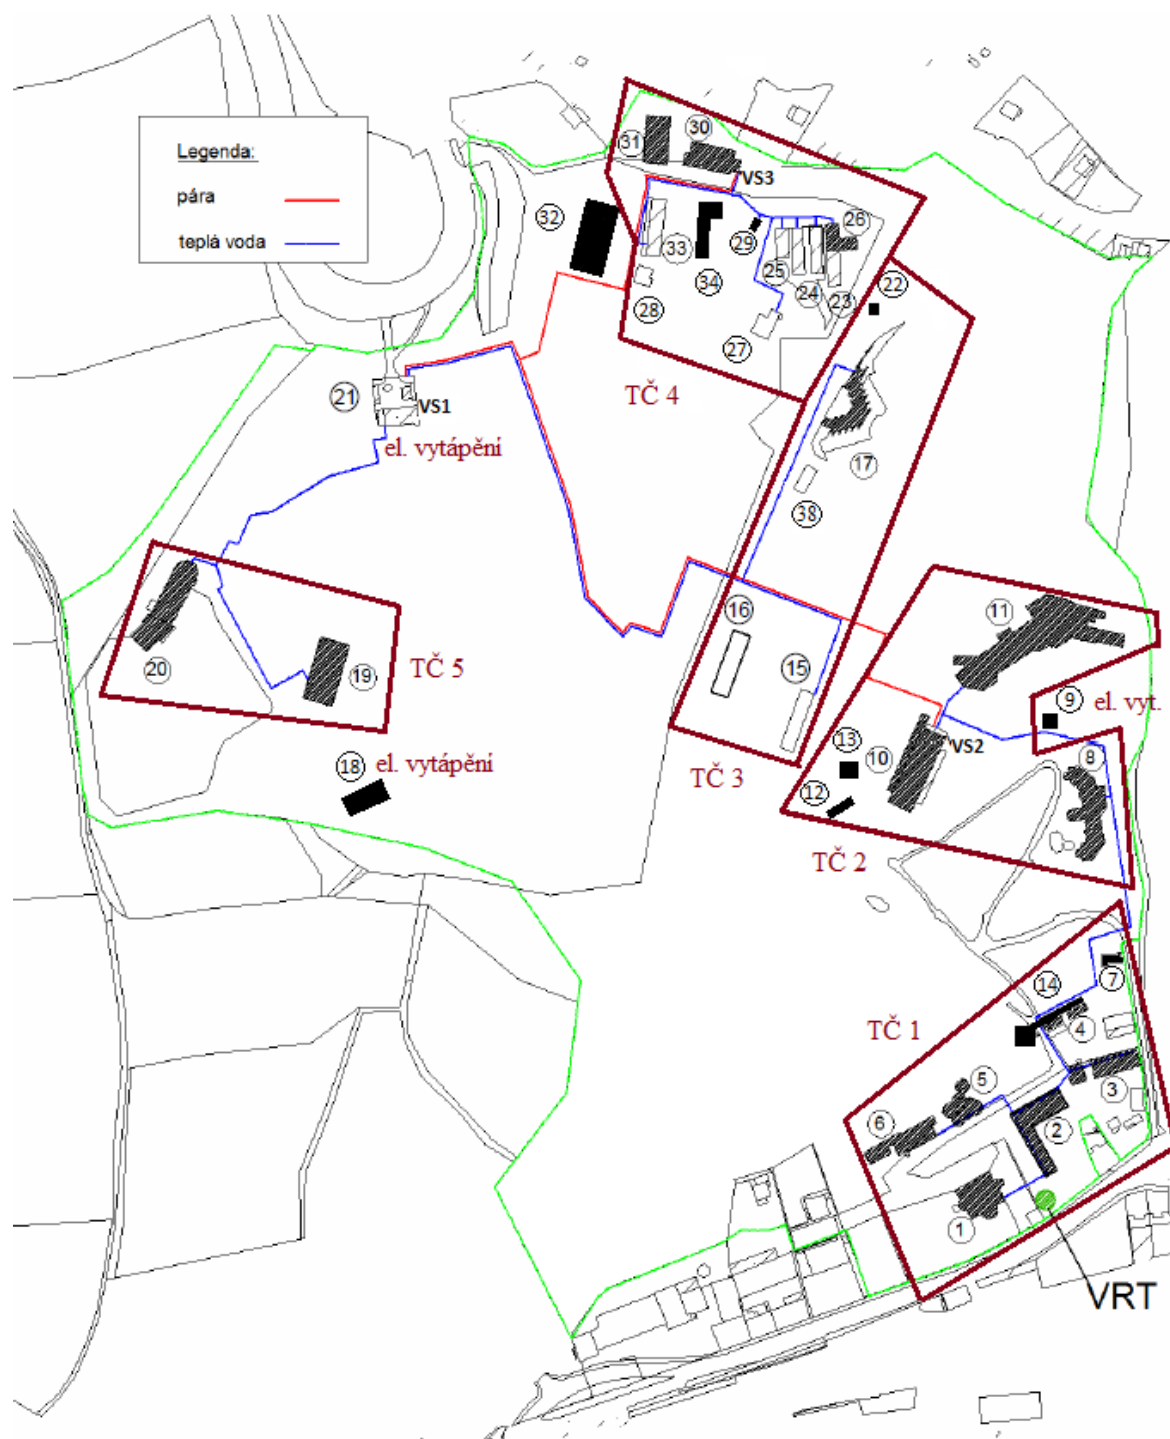 Legenda:
pára
teplá voda
31
30
VS3
32
33
34
29
26
25
24
23
22
28
27
TČ 4
21
VS1
el. vytápění
17
38
16
15
11
20
19
TČ 5
9
el. vyt.
13
10
VS2
8
18
el. vytápění
TČ 3
12
TČ 2
14
7
TČ 1
4
5
3
6
2
1
VRT